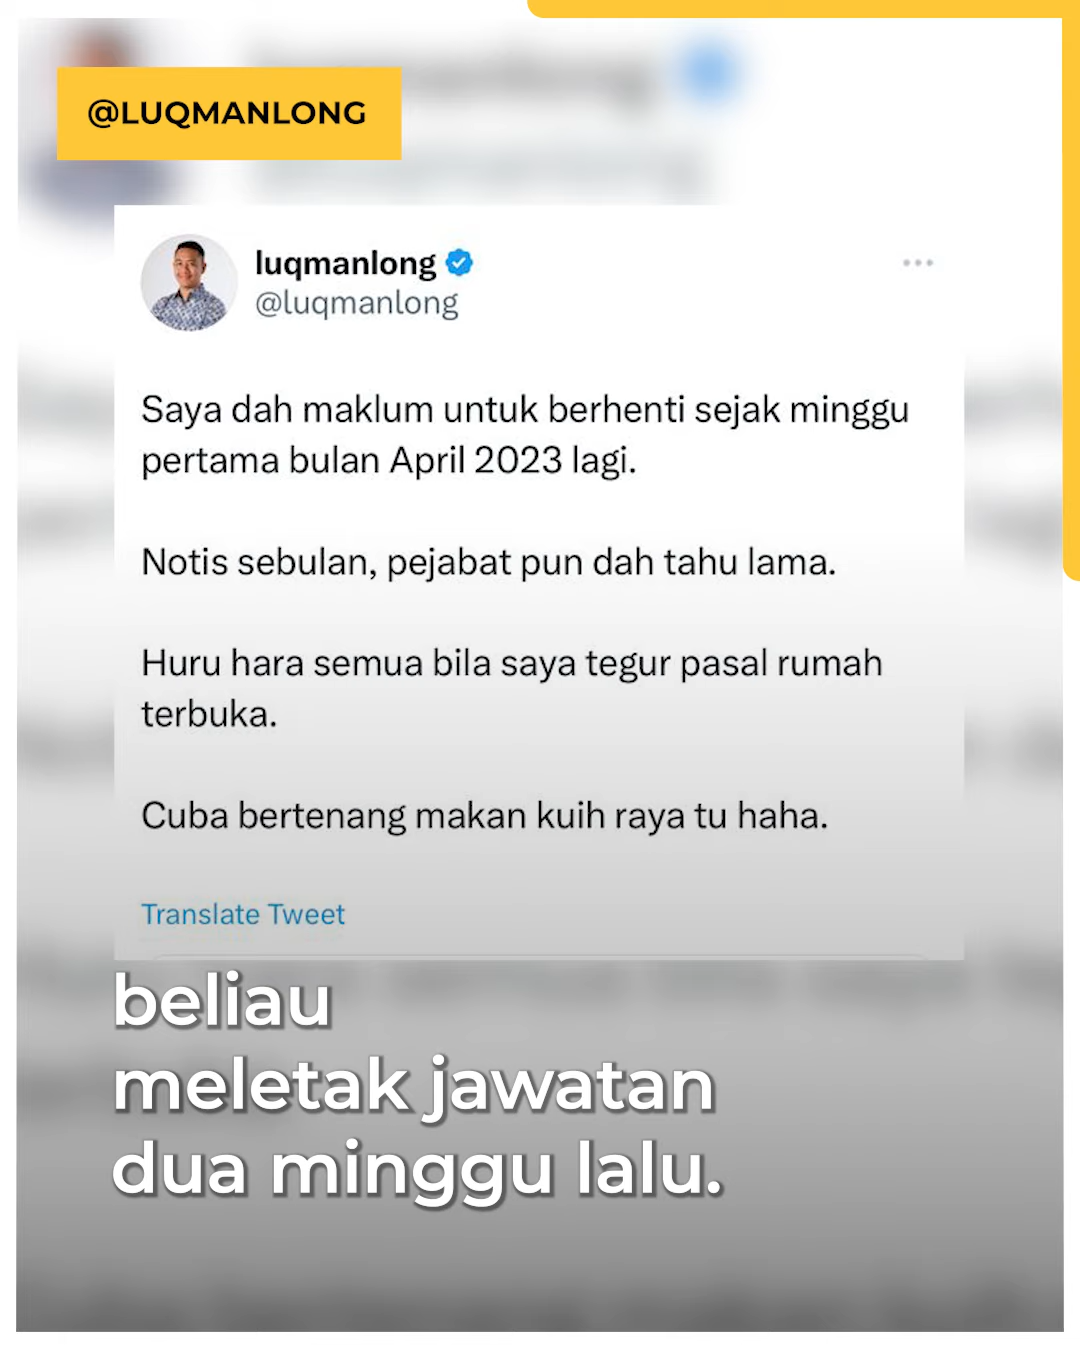 @LUQMANLONG
luqmanlong
@luqmanlong
Saya dah maklum untuk berhenti sejak minggu
pertama bulan April 2023 lagi.
Notis sebulan, pejabat pun dah tahu lama.
Huru hara semua bila saya tegur pasal rumah
terbuka.
Cuba bertenang makan kuih raya tu haha.
Translate Tweet
beliau
meletak jawatan
dua minggu lalu.